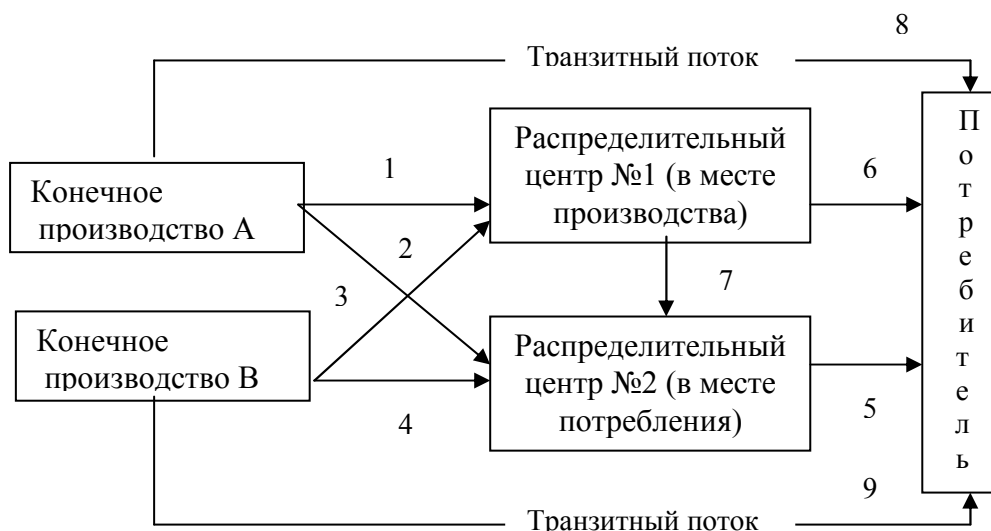 8
Транзитный поток
Конечное
производство А
1
2
3
4
Распределительный
центр №1 (в месте
производства)
7
Распределительный
центр №2 (в месте
потребления)
6
5
9
Потребитель
Конечное
производство В
Транзитный поток